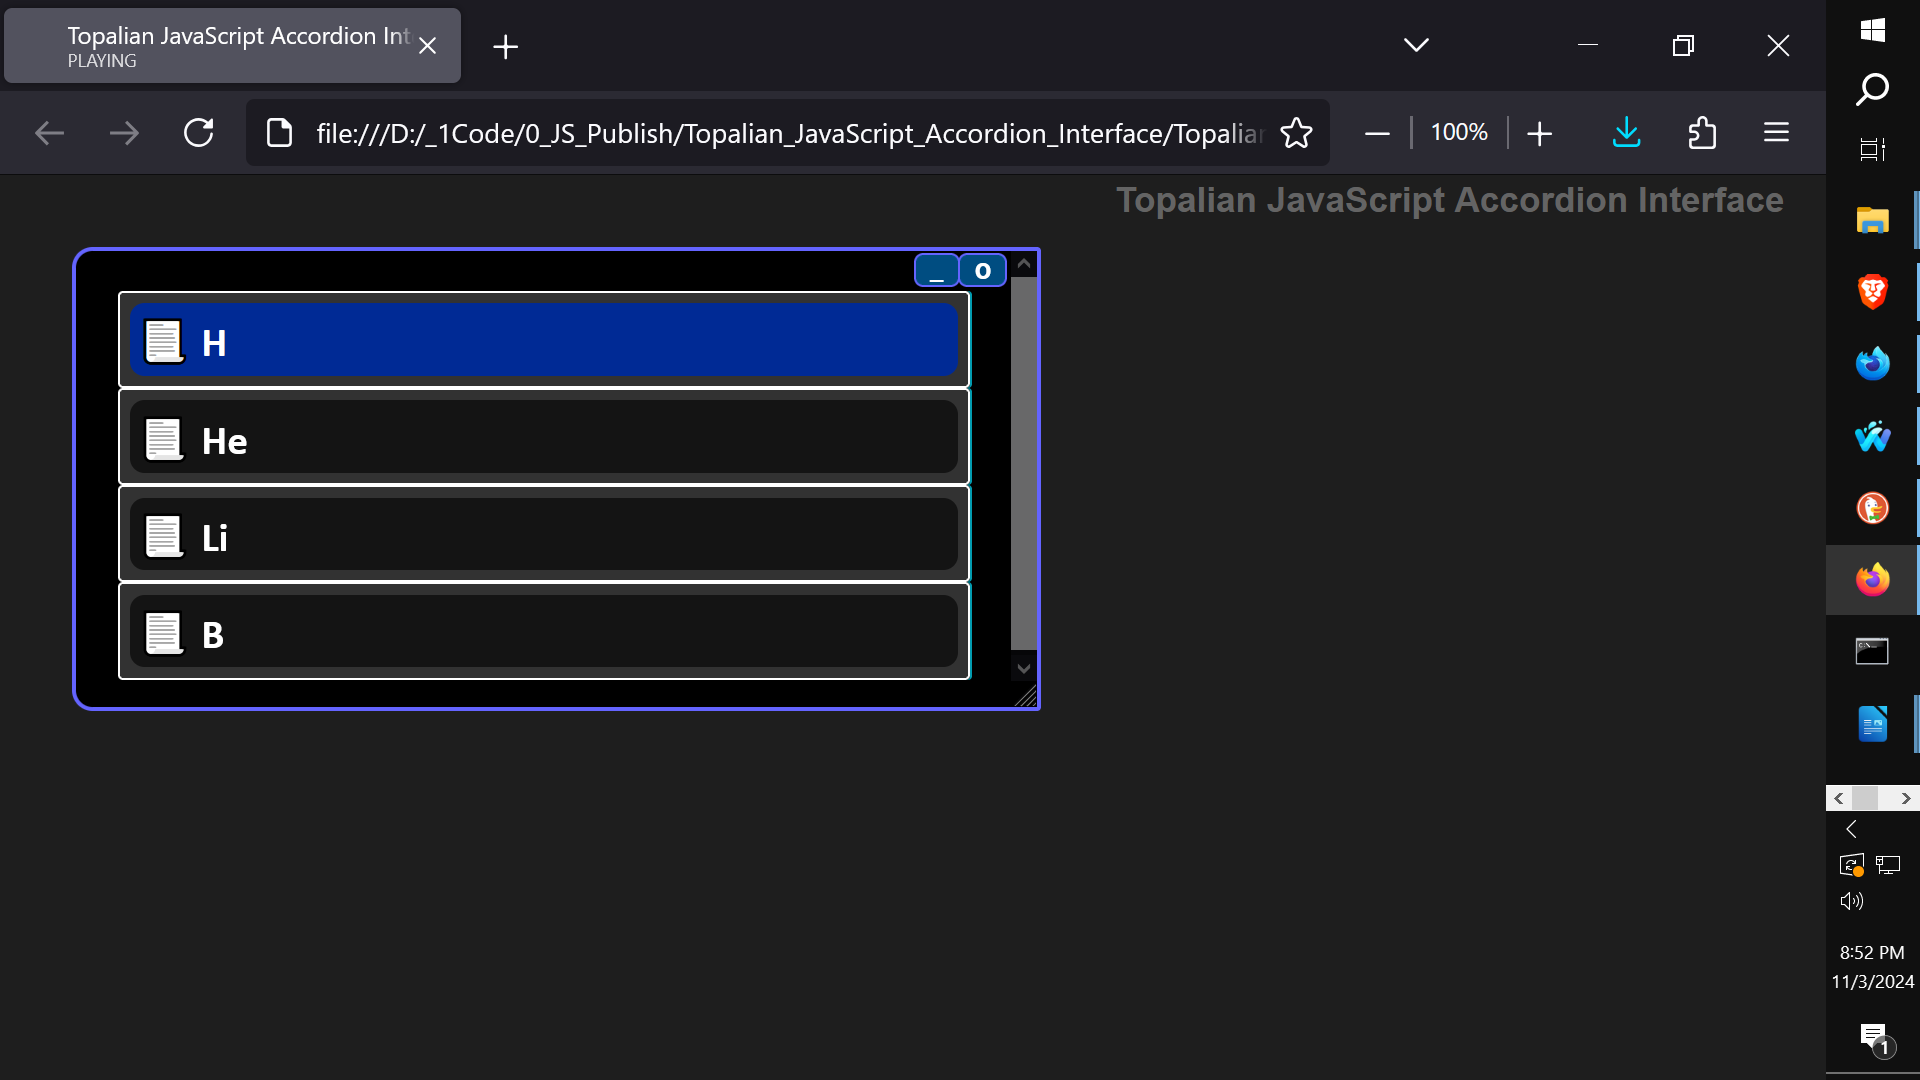 Topalian JavaScript Accordion Int
PLAYING
file:///D:/_1Code/0_JS_Publish/Topalian_JavaScript_Accordion_Interface/Topalian
100%
Topalian JavaScript Accordion Interface
_ o
H
He
Li
B
8:52 PM
11/3/2024
1